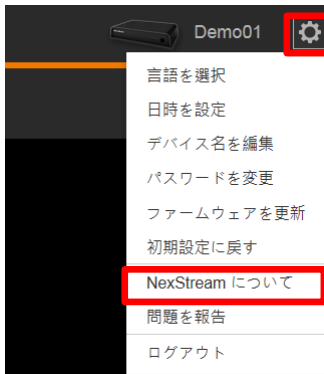 Demo01
言語を選択
日時を設定
デバイス名を編集
パスワードを変更
ファームウェアを更新
初期設定に戻す
NexStream について
問題を報告
ログアウト